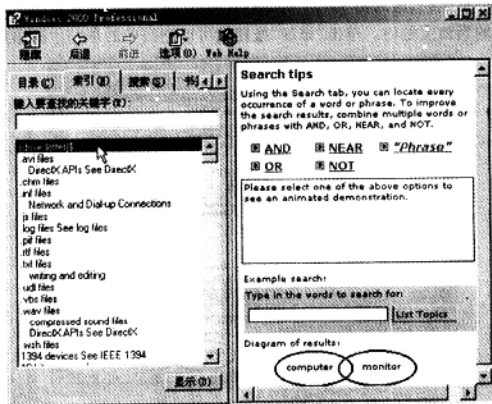 Windows 2000 Professional
隐藏 后退 前进 选项(O) Web Help
目录(C) 索引(N) 搜索(S) 书
键入要查找的关键字(W):
.avi files
DirectX APIs See DirectX
.chm files
.inf files
Network and Dial-up Connections
.js files
.log files See log files
.pif files
.rtf files
.txt files
writing and editing
.udl files
.vbs files
.wav files
compressed sound files
DirectX APIs See DirectX
.wsh files
1394 devices See IEEE 1394
显示(D)
Search tips
Using the Search tab, you can locate every
occurrence of a word or phrase. To improve
the search results, combine multiple words or
phrases with AND, OR, NEAR, and NOT.
AND NEAR "Phrase"
OR NOT
Please select one of the above options to
see an animated demonstration.
Example search:
Type in the words to search for:
List Topics
Diagram of results:
computer monitor